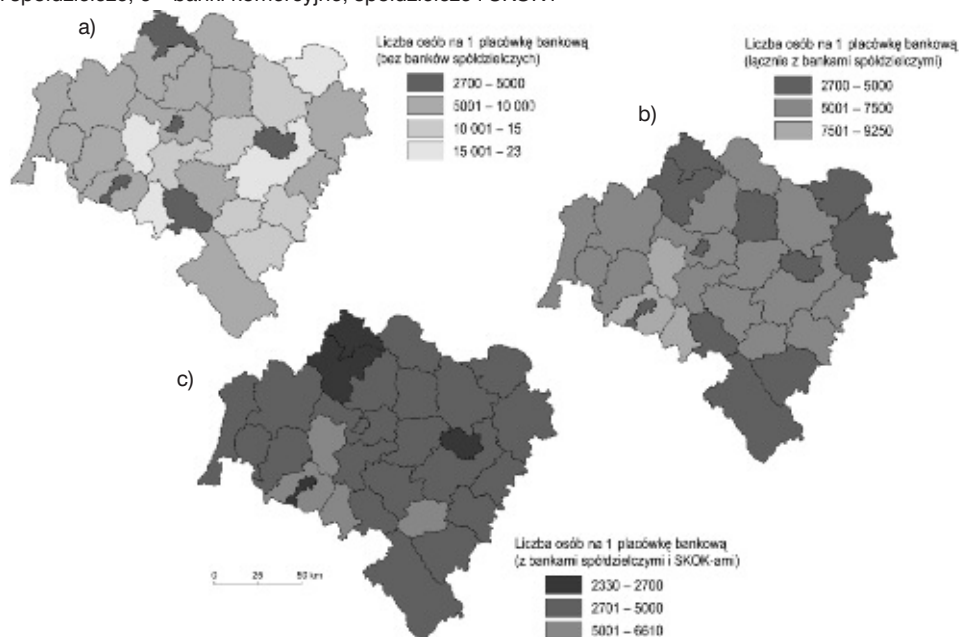 spółdzielcze, c – banki komercyjne, spółdzielcze i SKOK1
a)
Liczba osób na 1 placówkę bankową
(bez banków spółdzielczych)
2700 – 5000
5001 – 10 000
10 001 – 15
15 001 – 23
b)
Liczba osób na 1 placówkę bankową
(łącznie z bankami spółdzielczymi)
2700 – 5000
5001 – 7500
7501 – 9250
c)
Liczba osób na 1 placówkę bankową
(z bankami spółdzielczymi i SKOK-ami)
2330 – 2700
2701 – 5000
5001 – 6610
0 25 50 km